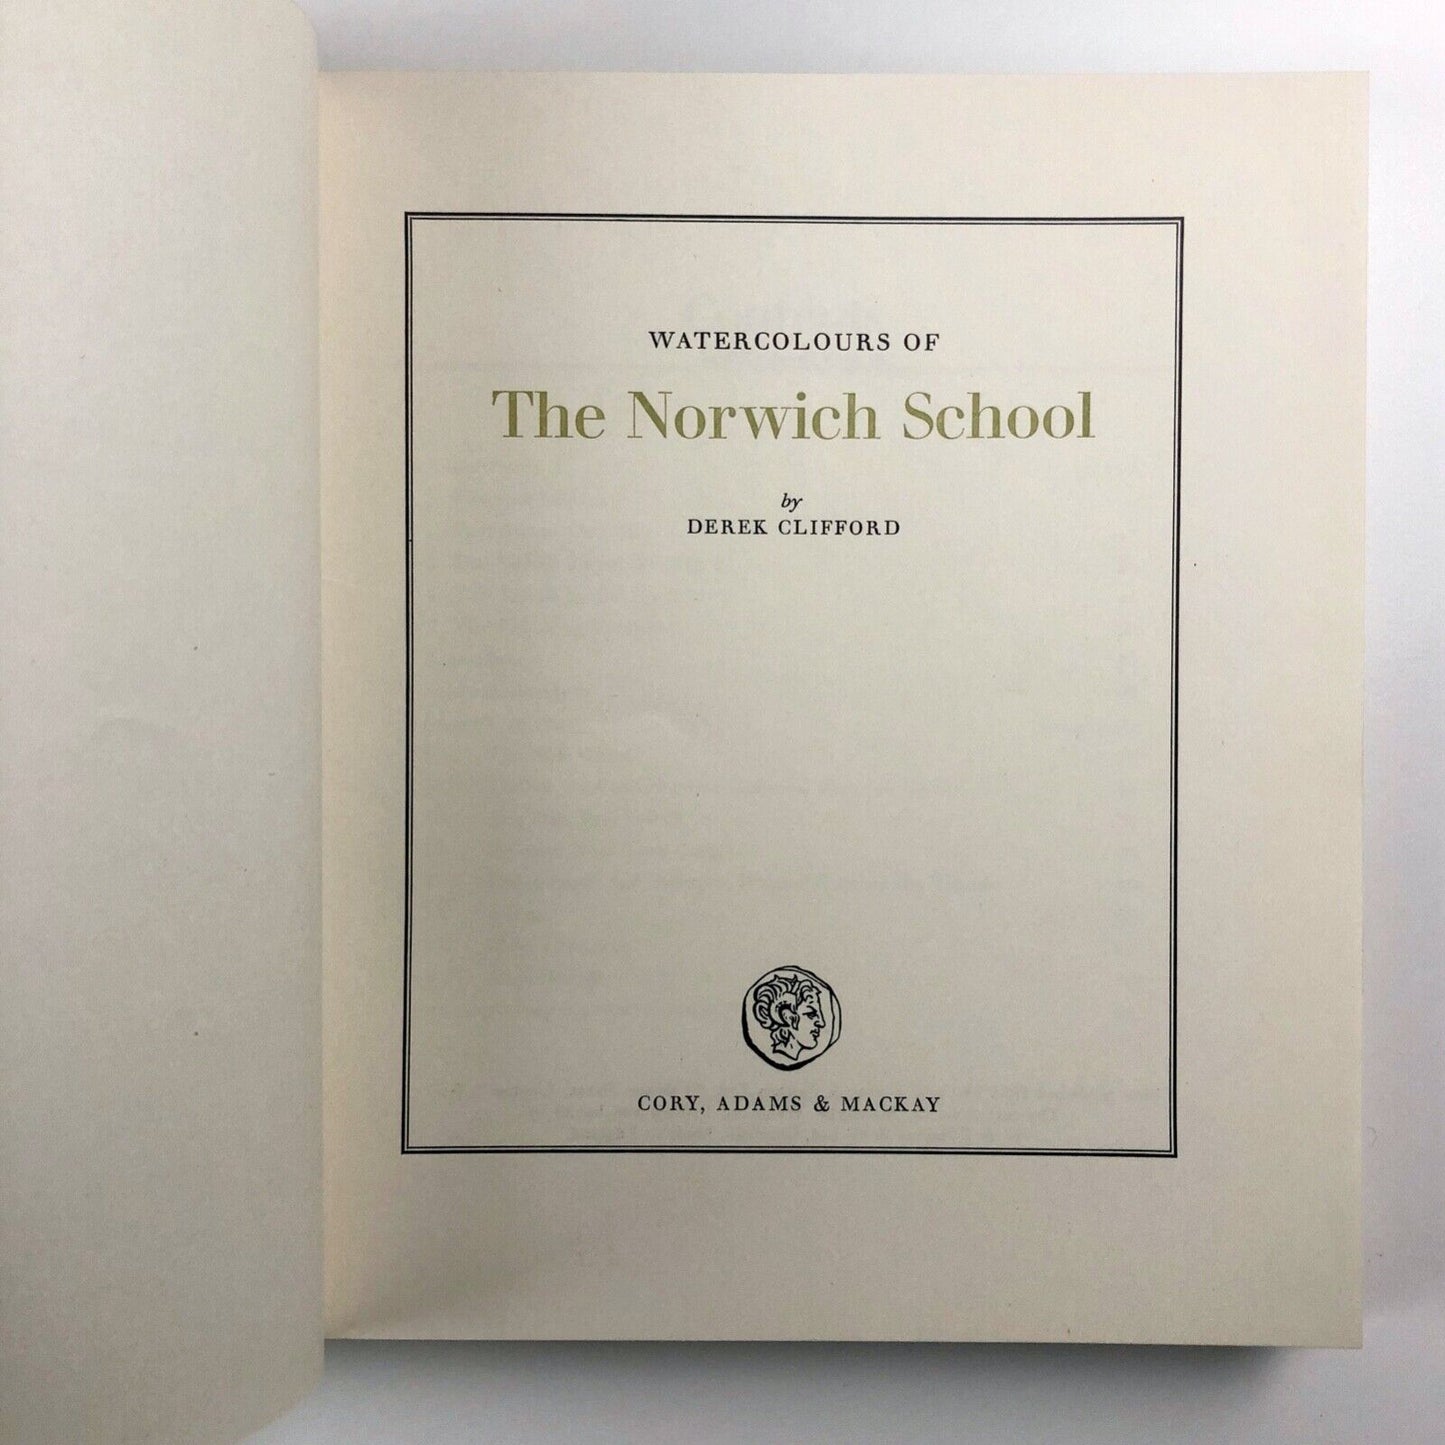 WATERCOLOURS OF
The Norwich School
by
DEREK CLIFFORD
CORY, ADAMS & MACKAY